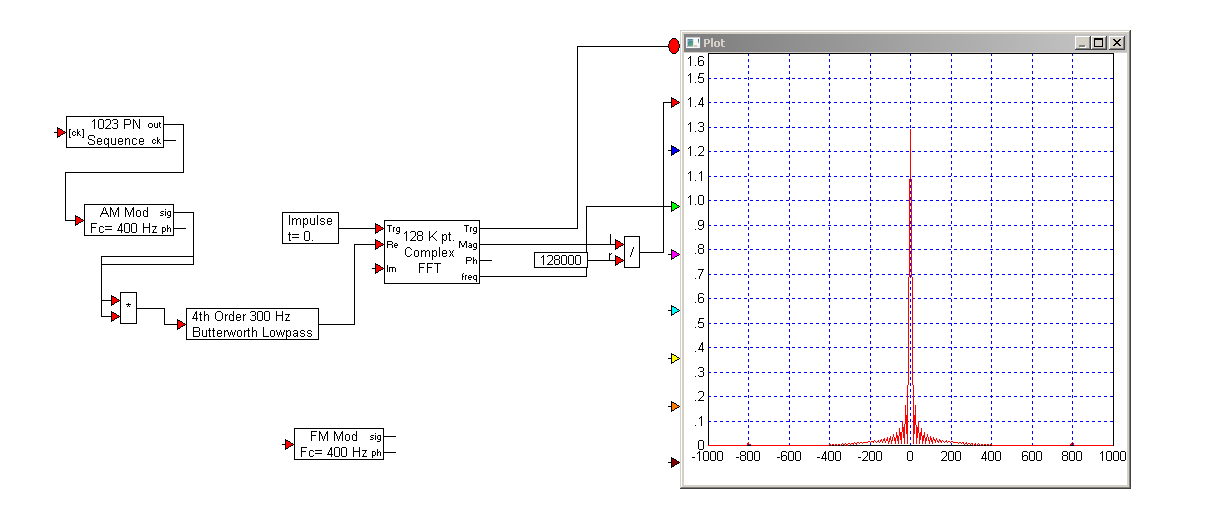 Plot
1023 PN out
[ck]
Sequence ck
AM Mod sig
Fc= 400 Hz ph
Impulse
t= 0.
Trg Trg
128 K pt.
Re Mag
Complex
Ph
FFT
Im
freq
128000
l
r
/
*
4th Order 300 Hz
Butterworth Lowpass
FM Mod sig
Fc= 400 Hz ph
1.6
1.5
1.4
1.3
1.2
1.1
1.0
.9
.8
.7
.6
.5
.4
.3
.2
.1
0
-1000 -800 -600 -400 -200 0 200 400 600 800 1000